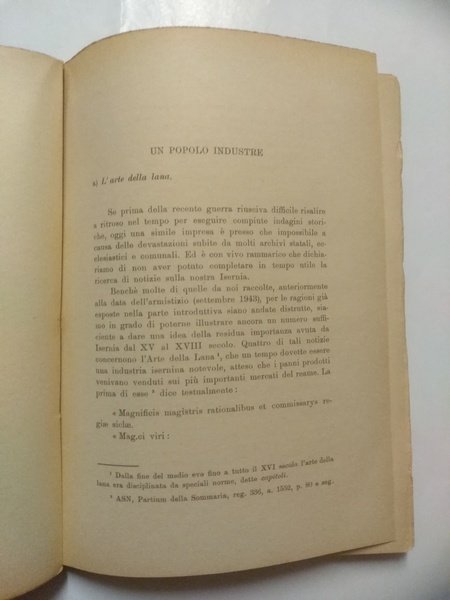 UN POPOLO INDUSTRE
a) L'arte della lana.
Se prima della recente guerra riusciva difficile risalire
a ritroso nel tempo per eseguire compiute indagini stori-
che, oggi una simile impresa è presso che impossibile a
causa delle devastazioni subite da molti archivi statali, ec-
clesiastici e comunali. Ed è con vivo rammarico che dichia-
riamo di non aver potuto completare in tempo utile la
ricerca di notizie sulla nostra Isernia.
Benchè molte di quelle da noi raccolte, anteriormente
alla data dell'armistizio (settembre 1943), per le ragioni già
esposte nella parte introduttiva siano andate distrutte, sia-
mo in grado di poterne illustrare ancora un numero suffi-
ciente a dare una idea della residua importanza avuta da
Isernia dal XV al XVIII secolo. Quattro di tali notizie
concernono l'Arte della Lana ¹, che un tempo dovette essere
una industria isernina notevole, atteso che i panni prodotti
venivano venduti sui più importanti mercati del reame. La
prima di esse ² dice testualmente:
« Magnificis magistris rationalibus et commissarys re-
giæ siclæ.
« Mag.ci viri :
¹ Dalla fine del medio evo fino a tutto il XVI secolo l'arte della
lana era disciplinata da speciali norme, dette capitoli.
² ASN, Partium della Sommaria, reg. 336, a. 1552, p. 80 e seg.